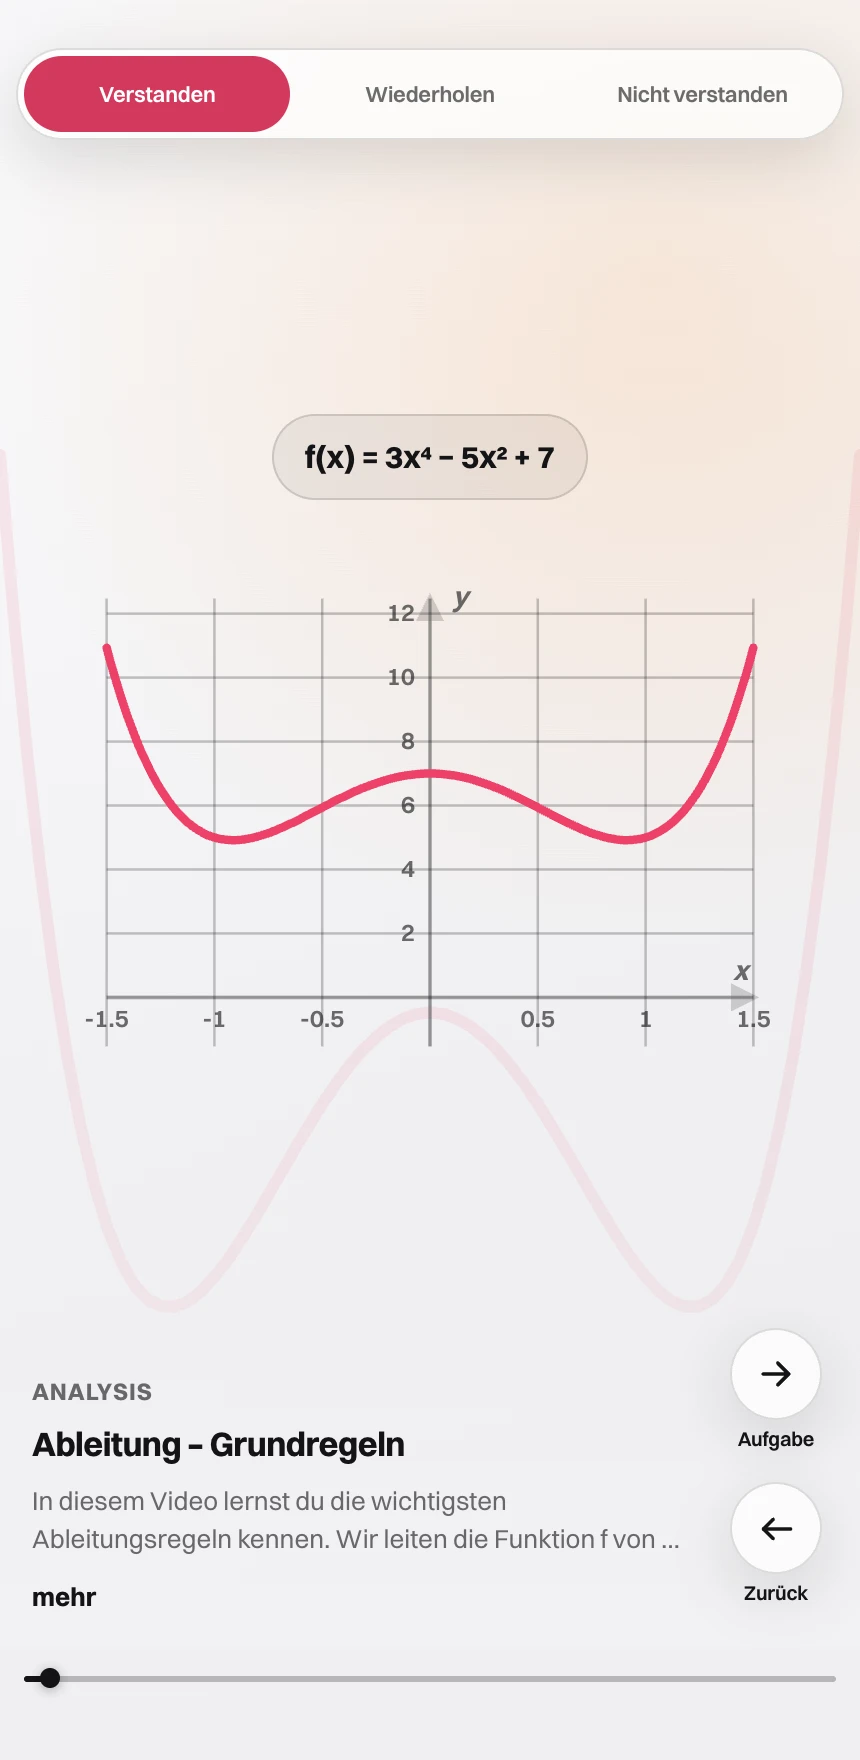 Verstanden Wiederholen Nicht verstanden
f(x) = 3x⁴ − 5x² + 7
y
12
10
8
6
4
2
x
-1.5 -1 -0.5 0.5 1 1.5
ANALYSIS
Ableitung – Grundregeln
In diesem Video lernst du die wichtigsten
Ableitungsregeln kennen. Wir leiten die Funktion f von ...
mehr
Aufgabe
Zurück